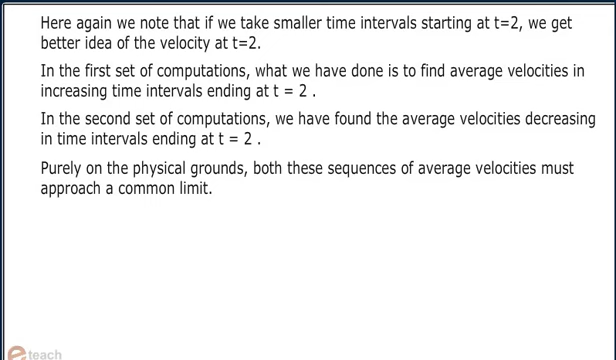 Here again we note that if we take smaller time intervals starting at t=2, we get
better idea of the velocity at t=2.
In the first set of computations, what we have done is to find average velocities in
increasing time intervals ending at t = 2 .
In the second set of computations, we have found the average velocities decreasing
in time intervals ending at t = 2 .
Purely on the physical grounds, both these sequences of average velocities must
approach a common limit.
e teach